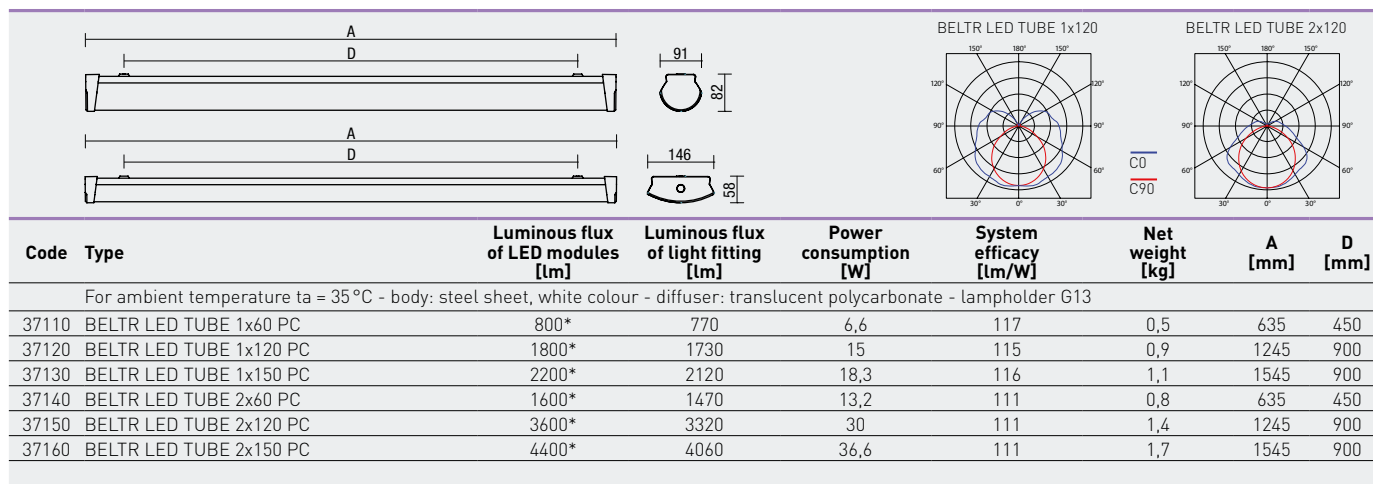 A
D
91
82
A
D
146
58
BELTR LED TUBE 1x120
150° 180° 150°
120° 120°
90° 90°
60° 60°
30° 0° 30°
C0
C90
BELTR LED TUBE 2x120
150° 180° 150°
120° 120°
90° 90°
60° 60°
30° 0° 30°
Code Type Luminous flux of LED modules [lm] Luminous flux of light fitting [lm] Power consumption [W] System efficacy [lm/W] Net weight [kg] A [mm] D [mm]
For ambient temperature ta = 35°C - body: steel sheet, white colour - diffuser: translucent polycarbonate - lampholder G13
37110 BELTR LED TUBE 1x60 PC 800* 770 6,6 117 0,5 635 450
37120 BELTR LED TUBE 1x120 PC 1800* 1730 15 115 0,9 1245 900
37130 BELTR LED TUBE 1x150 PC 2200* 2120 18,3 116 1,1 1545 900
37140 BELTR LED TUBE 2x60 PC 1600* 1470 13,2 111 0,8 635 450
37150 BELTR LED TUBE 2x120 PC 3600* 3320 30 111 1,4 1245 900
37160 BELTR LED TUBE 2x150 PC 4400* 4060 36,6 111 1,7 1545 900